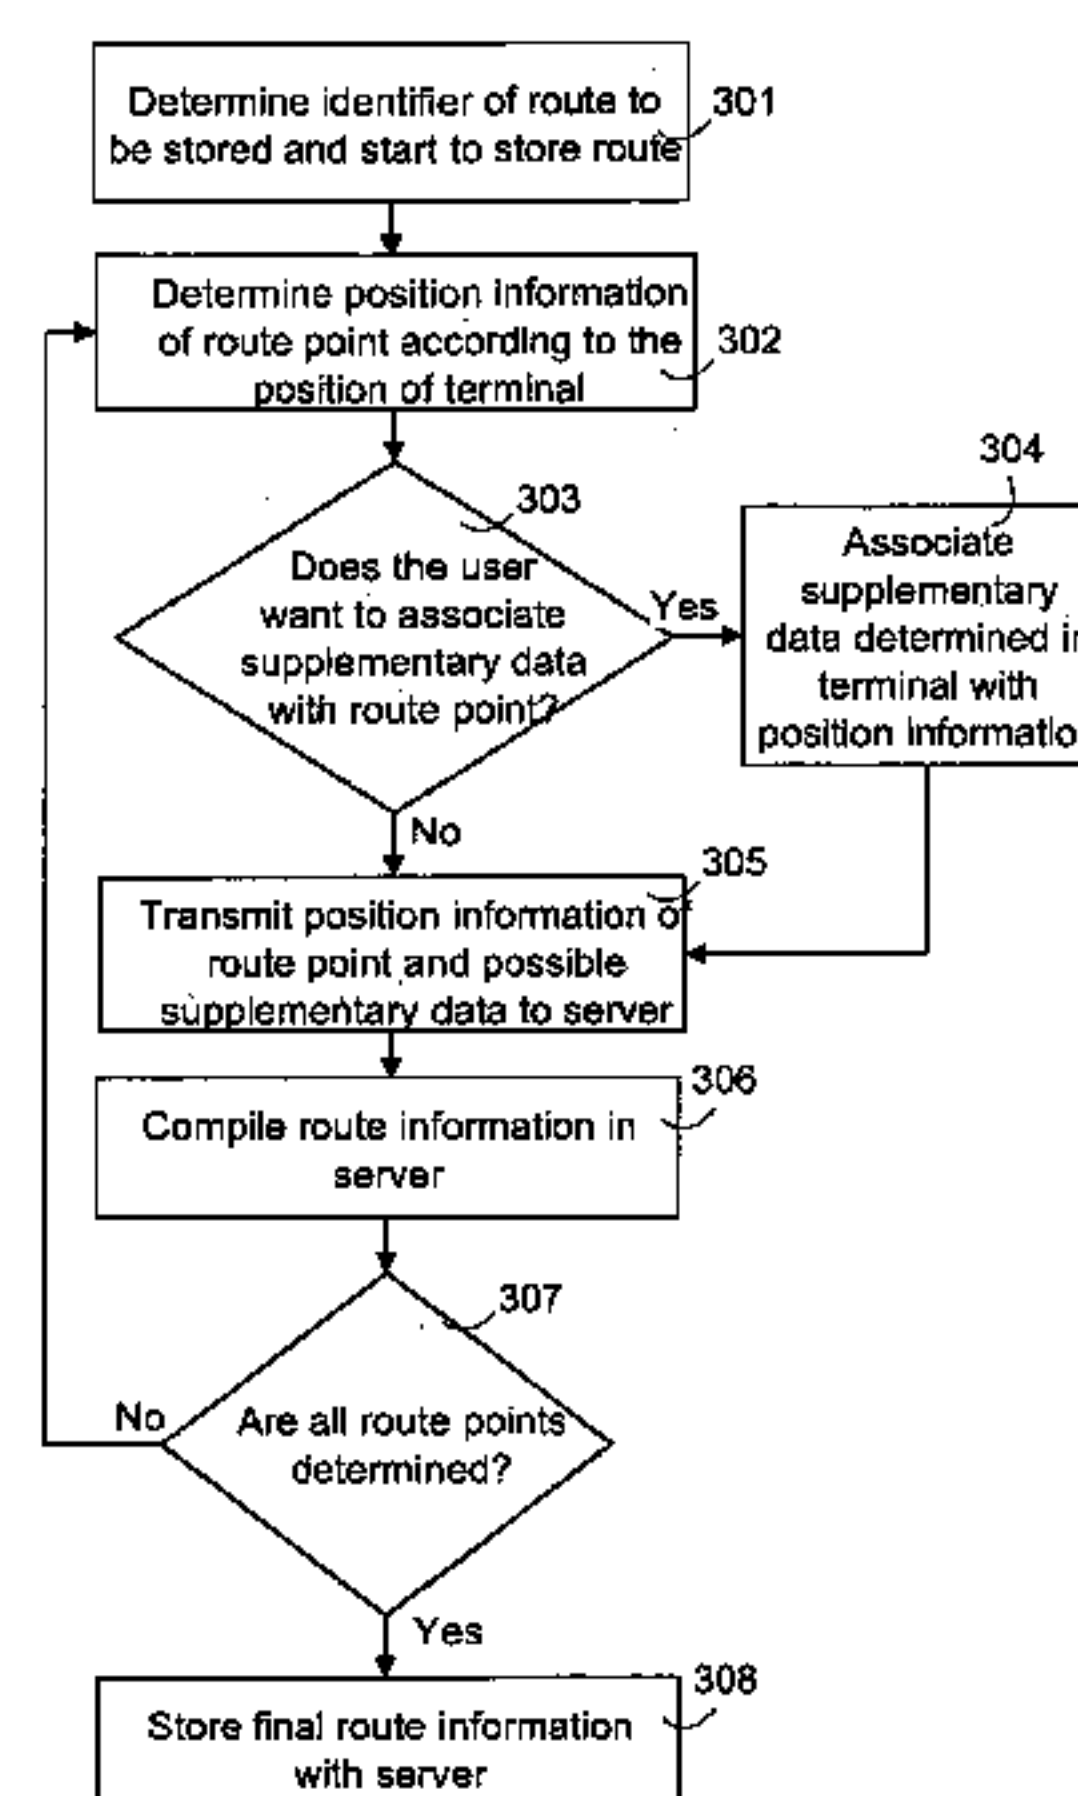 Determine identifier of route to
be stored and start to store route
301
Determine position information
of route point according to the
position of terminal
302
303
Does the user
want to associate
supplementary data
with route point?
Yes
304
Associate
supplementary
data determined
terminal with
position
No
305
Transmit position information of
route point and possible
supplementary data to server
306
Compile route information in
server
307
Are all route points
determined?
No
Yes
308
Store final route information
with server